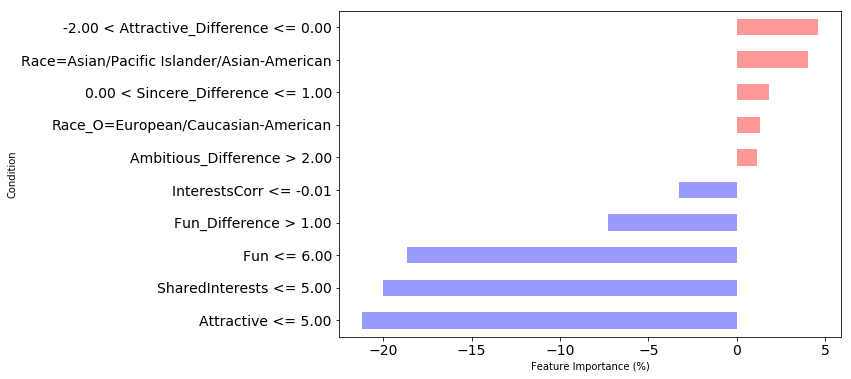 -2.00 < Attractive_Difference <= 0.00
Race=Asian/Pacific Islander/Asian-American
0.00 < Sincere_Difference <= 1.00
Race_O=European/Caucasian-American
Ambitious_Difference > 2.00
InterestsCorr <= -0.01
Fun_Difference > 1.00
Fun <= 6.00
SharedInterests <= 5.00
Attractive <= 5.00
Condition
−20 −15 −10 −5 0 5
Feature Importance (%)